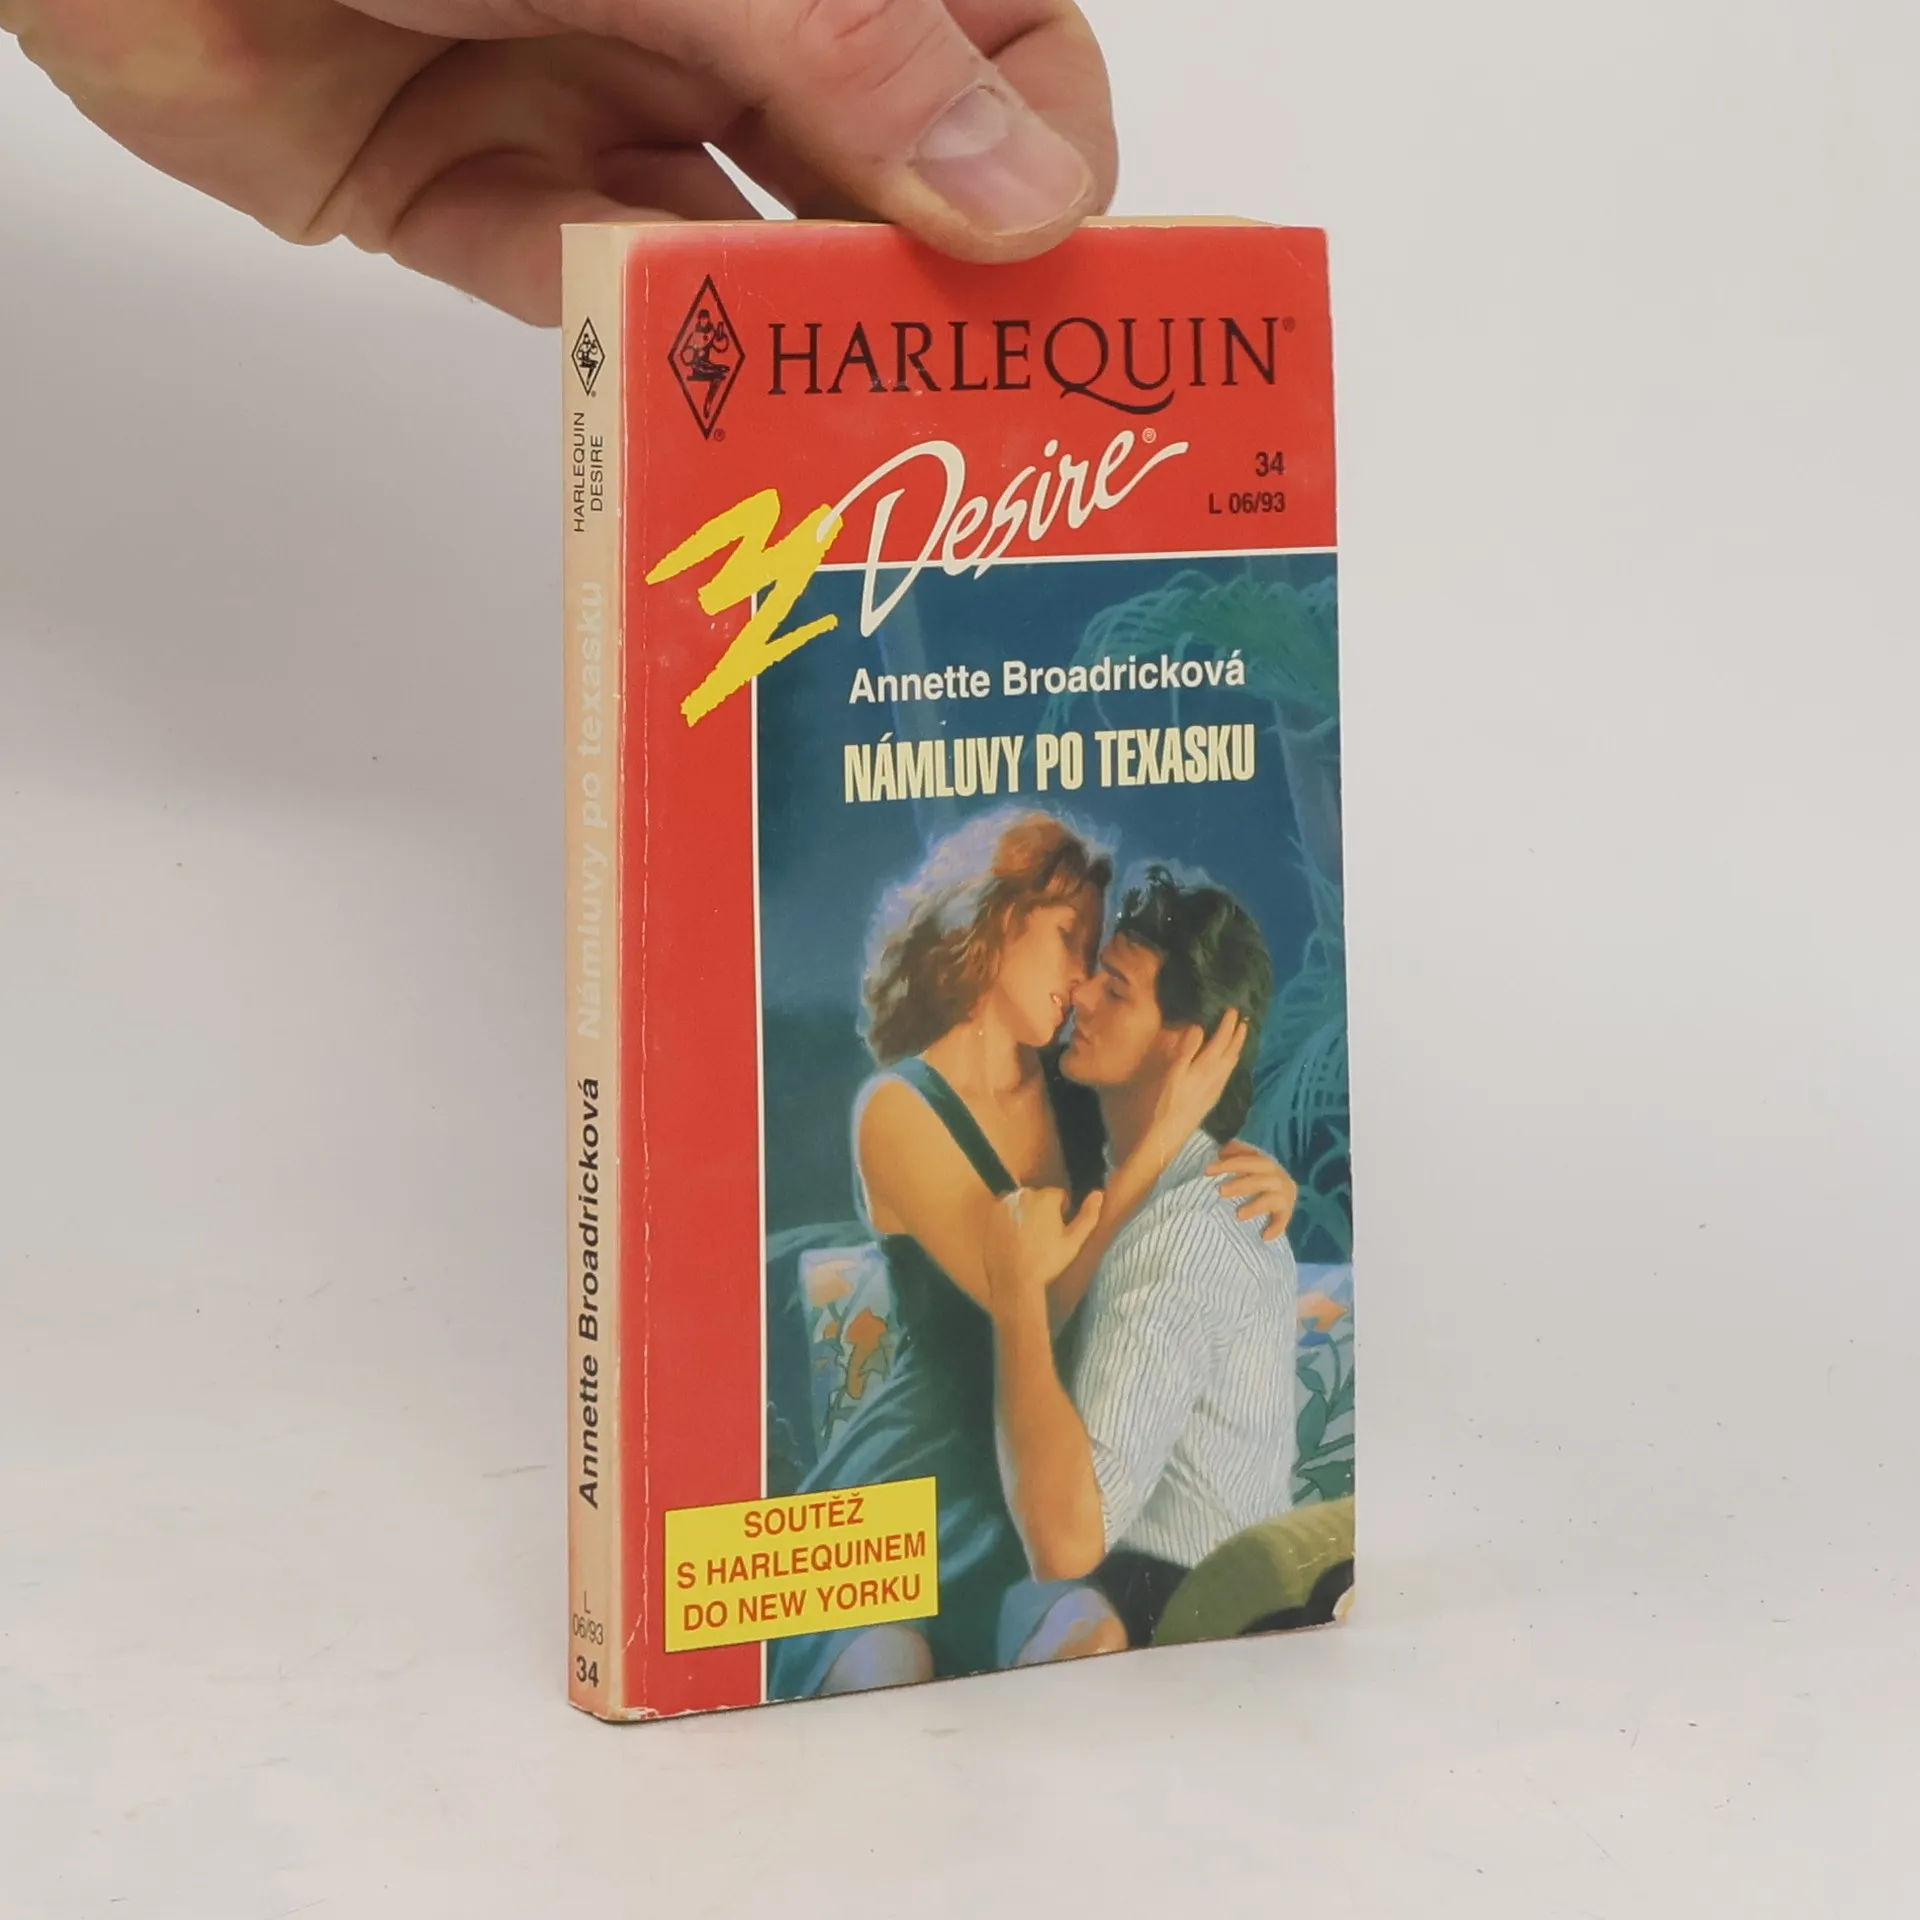 HARLEQUIN®
Desire®
34
L 06/93
Annette Broadricková
NÁMLUVY PO TEXASKU
SOUTĚŽ
S HARLEQUINEM
DO NEW YORKU
HARLEQUIN
DESIRE
Námluvy po texasku
Annette Broadricková
L
06/93
34